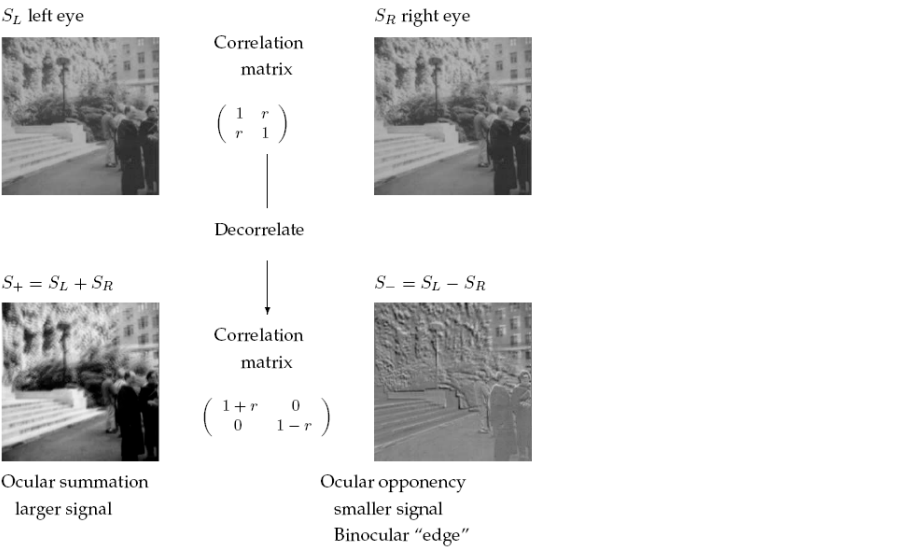 S_L left eye
S_R right eye
Correlation
matrix
( 1 r
r 1 )
Decorrelate
S_+ = S_L + S_R
S_− = S_L − S_R
Correlation
matrix
( 1 + r 0
0 1 − r )
Ocular summation
larger signal
Ocular opponency
smaller signal
Binocular “edge”